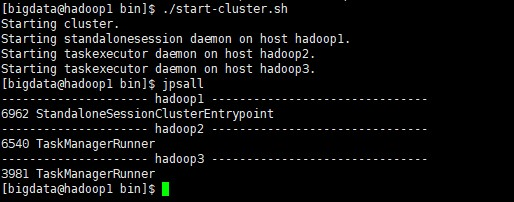 [bigdata@hadoop1 bin]$ ./start-cluster.sh
Starting cluster.
Starting standalonesession daemon on host hadoop1.
Starting taskexecutor daemon on host hadoop2.
Starting taskexecutor daemon on host hadoop3.
[bigdata@hadoop1 bin]$ jpsall
--------------------- hadoop1 -------------------------------
6962 StandaloneSessionClusterEntrypoint
--------------------- hadoop2 -------------------------------
6540 TaskManagerRunner
--------------------- hadoop3 -------------------------------
3981 TaskManagerRunner
[bigdata@hadoop1 bin]$